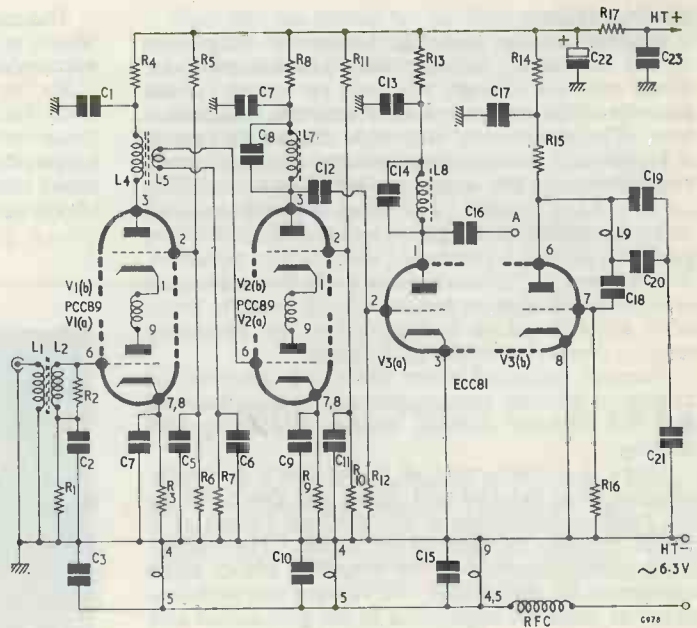 R17
HT+
R4
R5
R8
R11
R13
R14
C22
C23
+
C1
C7
C13
C17
C8
L7
R15
L4
L5
C12
C14
L8
C19
C16
A
3
3
1
6
L9
2
2
C20
V1(b)
1
V2(b)
1
C18
PCC89
PCC89
2
7
V1(a)
9
V2(a)
9
L1
L2
V3(a)
3
V3(b)
8
6
6
ECC81
R2
7,8
7,8
C2
C7
C5
C6
C9
C11
C21
R1
R3
R6
R7
R9
R10
R12
R16
HT-
C3
4
C10
4
C15
9
~6.3V
5
5
4,5
RFC
G978